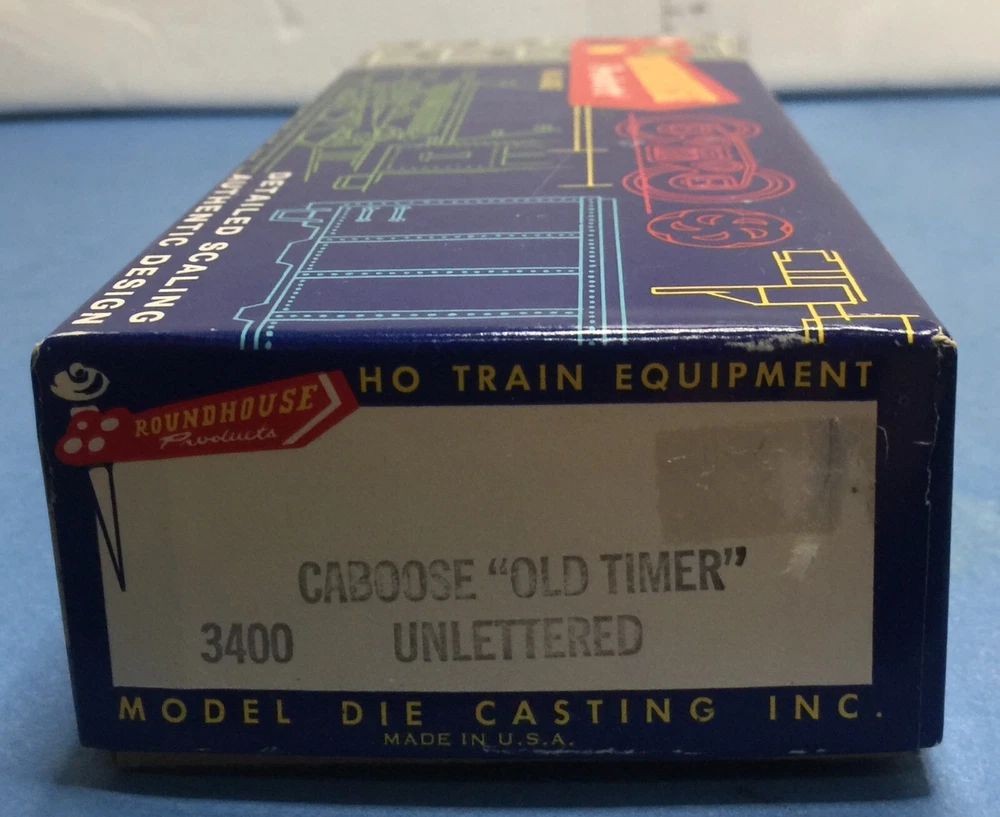 DETAILED SCALING
AUTHENTIC DESIGN
ROUNDHOUSE
Products
HO TRAIN EQUIPMENT
CABOOSE “OLD TIMER”
3400 UNLETTERED
MODEL DIE CASTING INC.
MADE IN U.S.A.